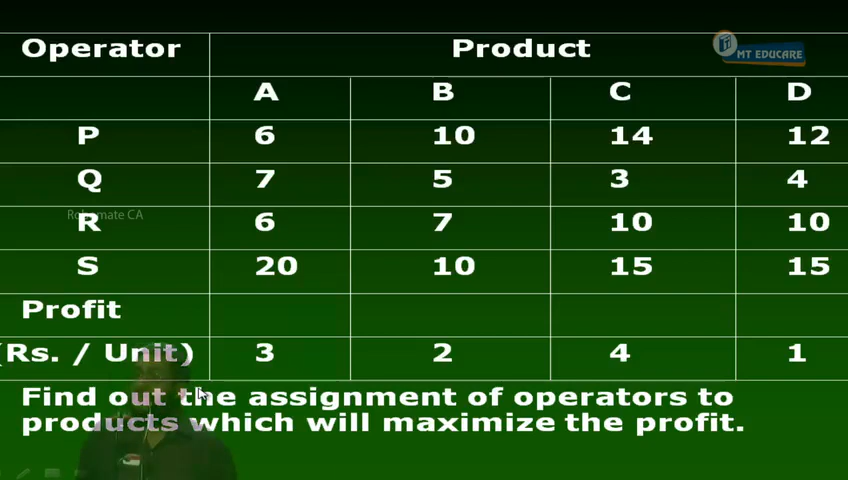 Operator Product
MT EDUCARE
A B C D
P 6 10 14 12
Q 7 5 3 4
Robomate CA
R 6 7 10 10
S 20 10 15 15
Profit
(Rs. / Unit) 3 2 4 1
Find out the assignment of operators to
products which will maximize the profit.